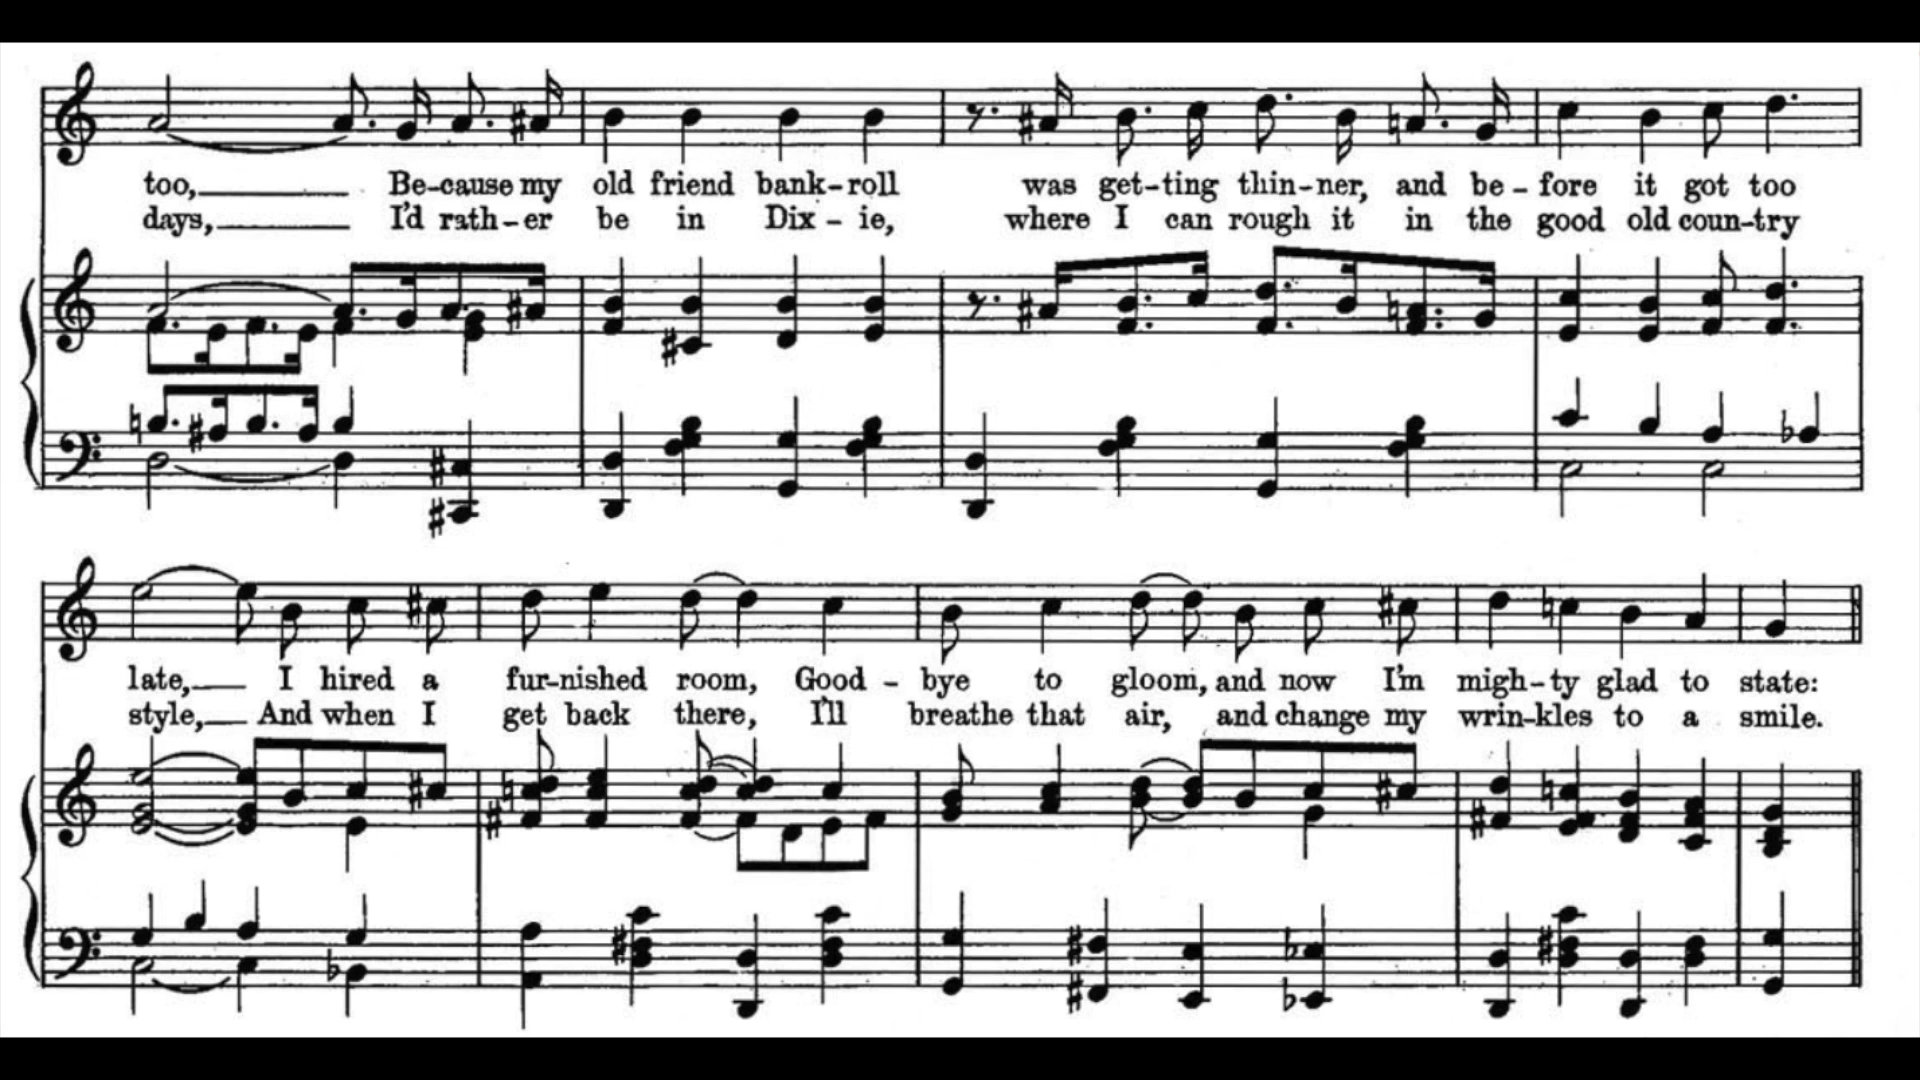 too, Be-cause my old friend bank-roll was get-ting thin-ner, and be-fore it got too
days, I'd rath-er be in Dix-ie, where I can rough it in the good old coun-try
late, I hired a fur-nished room, Good-bye to gloom, and now I'm migh-ty glad to state:
style, And when I get back there, I'll breathe that air, and change my wrin-kles to a smile.